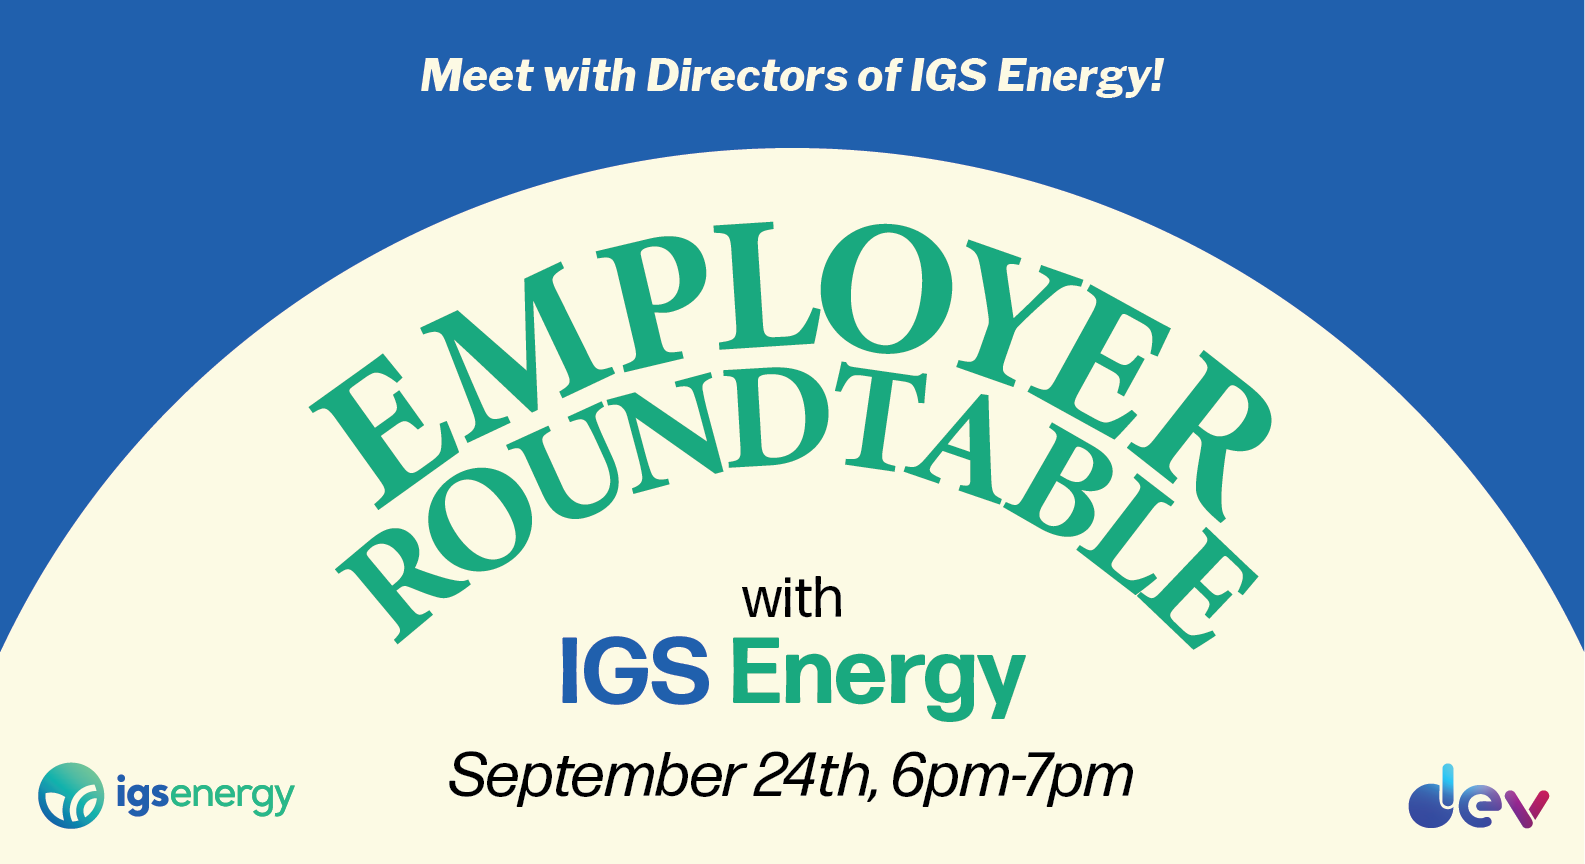 Meet with Directors of IGS Energy!
EMPLOYER
ROUNDTABLE
with
IGS Energy
September 24th, 6pm-7pm
igsenergy
dev